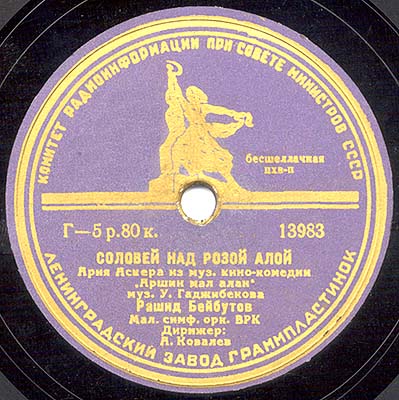 КОМИТЕТ РАДИОИНФОРМАЦИИ ПРИ СОВЕТЕ МИНИСТРОВ СССР
бесшеллачная
пхв-п
Г—5 р. 80 к.
13983
СОЛОВЕЙ НАД РОЗОЙ АЛОЙ
Ария Аскера из муз. кино-комедии
„Аршин мал алан"
муз. У. Гаджибекова
Рашид Бейбутов
Мал. симф. орк. ВРК
Дирижер:
А. Ковалев
ЛЕНИНГРАДСКИЙ ЗАВОД ГРАМПЛАСТИНОК